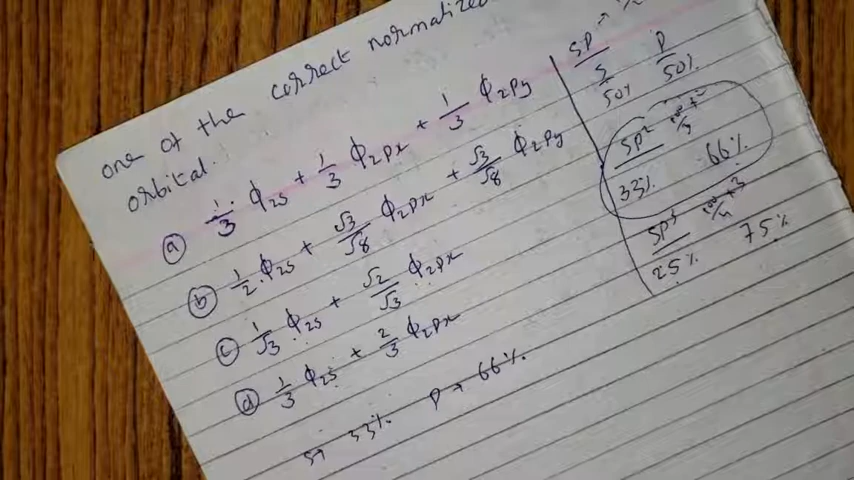 one of the correct normalized
orbital.
(a) 1/3 ϕ2s + 1/3 ϕ2px + 1/3 ϕ2py
(b) 1/2 ϕ2s + √3/√8 ϕ2px + √3/√8 ϕ2py
(c) 1/√3 ϕ2s + √2/√3 ϕ2px
(d) 1/3 ϕ2s + 2/3 ϕ2px
s→ 33% p → 66%
SP
s p
50% 50%
SP²
33% 66%
SP³
25% 75%